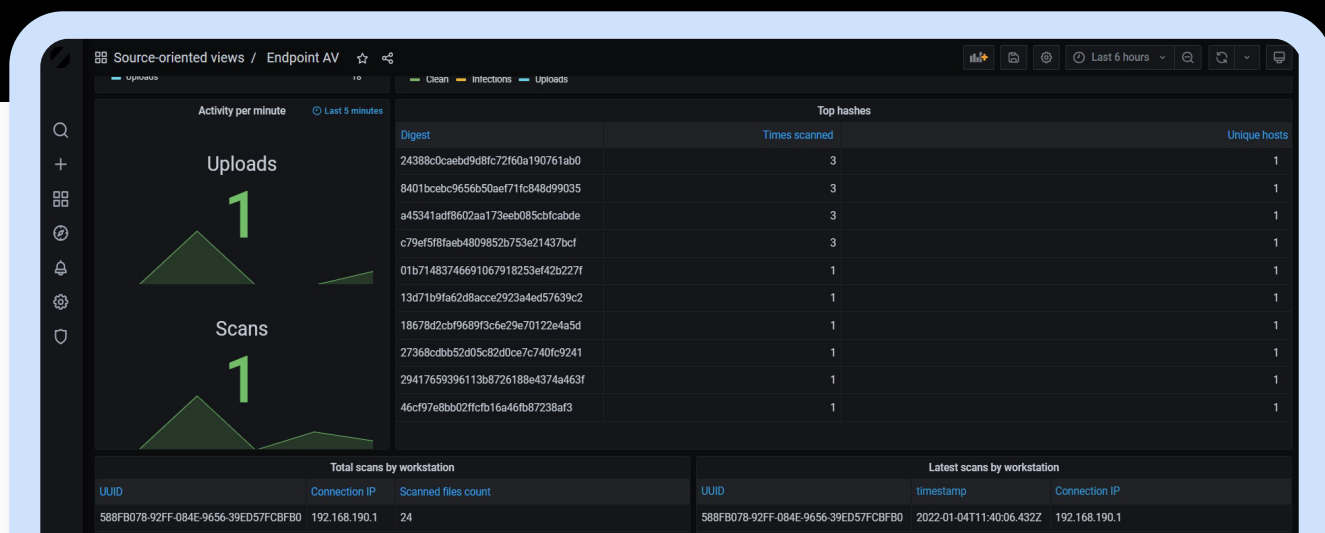 Source-oriented views / Endpoint AV
Last 6 hours
Uploads 18
Clean Infections Uploads
Activity per minute Last 5 minutes
Uploads
1
Scans
1
Top hashes
Digest Times scanned Unique hosts
24388c0caebd9d8fc72f60a190761ab0 3 1
8401bcebc9656b50aef71fc848d99035 3 1
a45341adf8602aa173eeb085cbfcabde 3 1
c79ef5f8faeb4809852b753e21437bcf 3 1
01b71483746691067918253ef42b227f 1 1
13d71b9fa62d8acce2923a4ed57639c2 1 1
18678d2cbf9689f3c6e29e70122e4a5d 1 1
27368cdbb52d05c82d0ce7c740fc9241 1 1
29417659396113b8726188e4374a463f 1 1
46cf97e8bb02ffcfb16a46fb87238af3 1 1
Total scans by workstation
UUID Connection IP Scanned files count
588FB078-92FF-084E-9656-39ED57FCBFB0 192.168.190.1 24
Latest scans by workstation
UUID timestamp Connection IP
588FB078-92FF-084E-9656-39ED57FCBFB0 2022-01-04T11:40:06.432Z 192.168.190.1